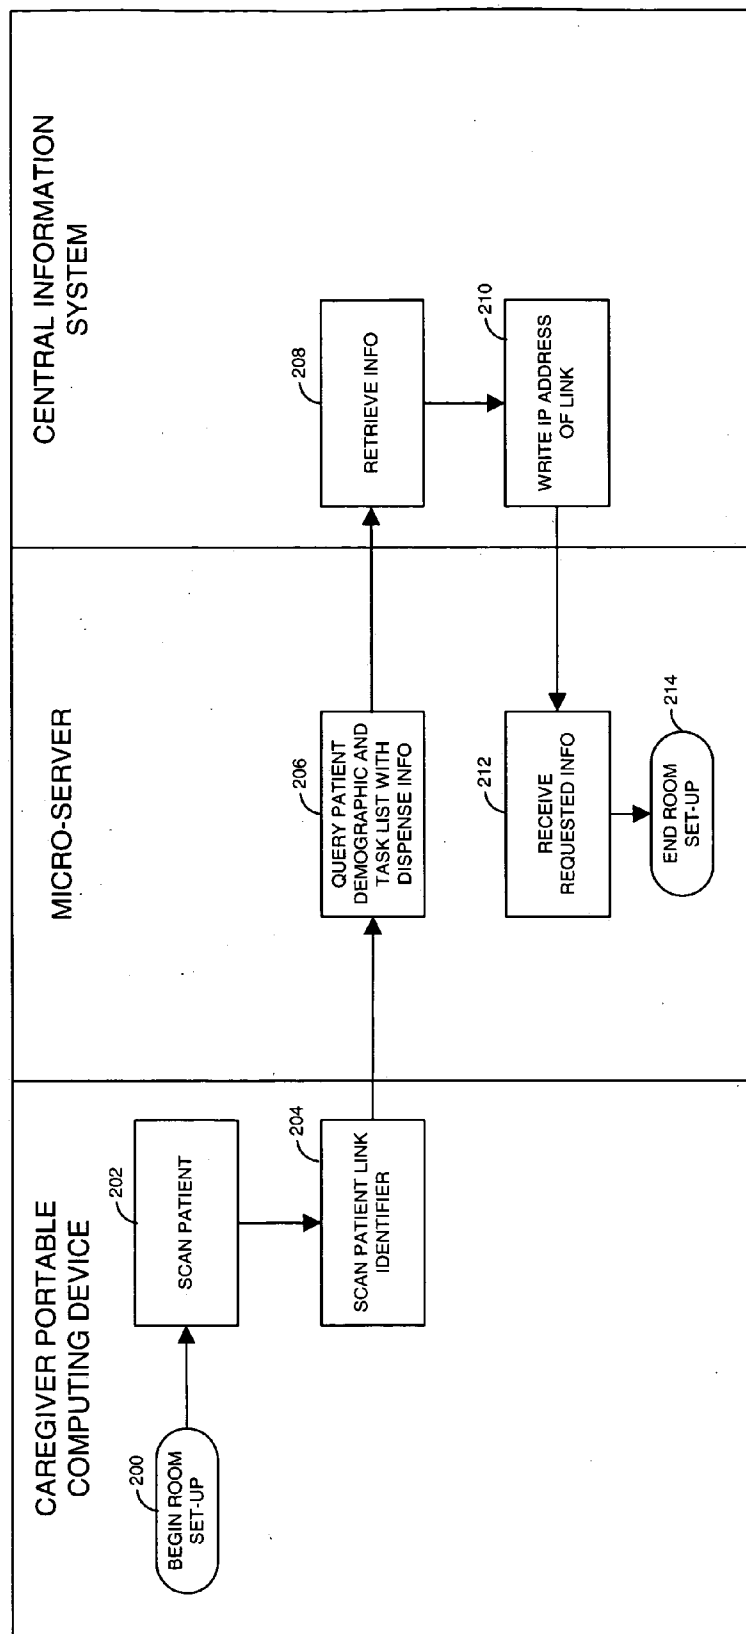 CAREGIVER PORTABLE
COMPUTING DEVICE
200
BEGIN ROOM
SET-UP
202
SCAN PATIENT
204
SCAN PATIENT LINK
IDENTIFIER
MICRO-SERVER
206
QUERY PATIENT
DEMOGRAPHIC AND
TASK LIST WITH
DISPENSE INFO
212
RECEIVE
REQUESTED INFO
214
END ROOM
SET-UP
CENTRAL INFORMATION
SYSTEM
208
RETRIEVE INFO
210
WRITE IP ADDRESS
OF LINK